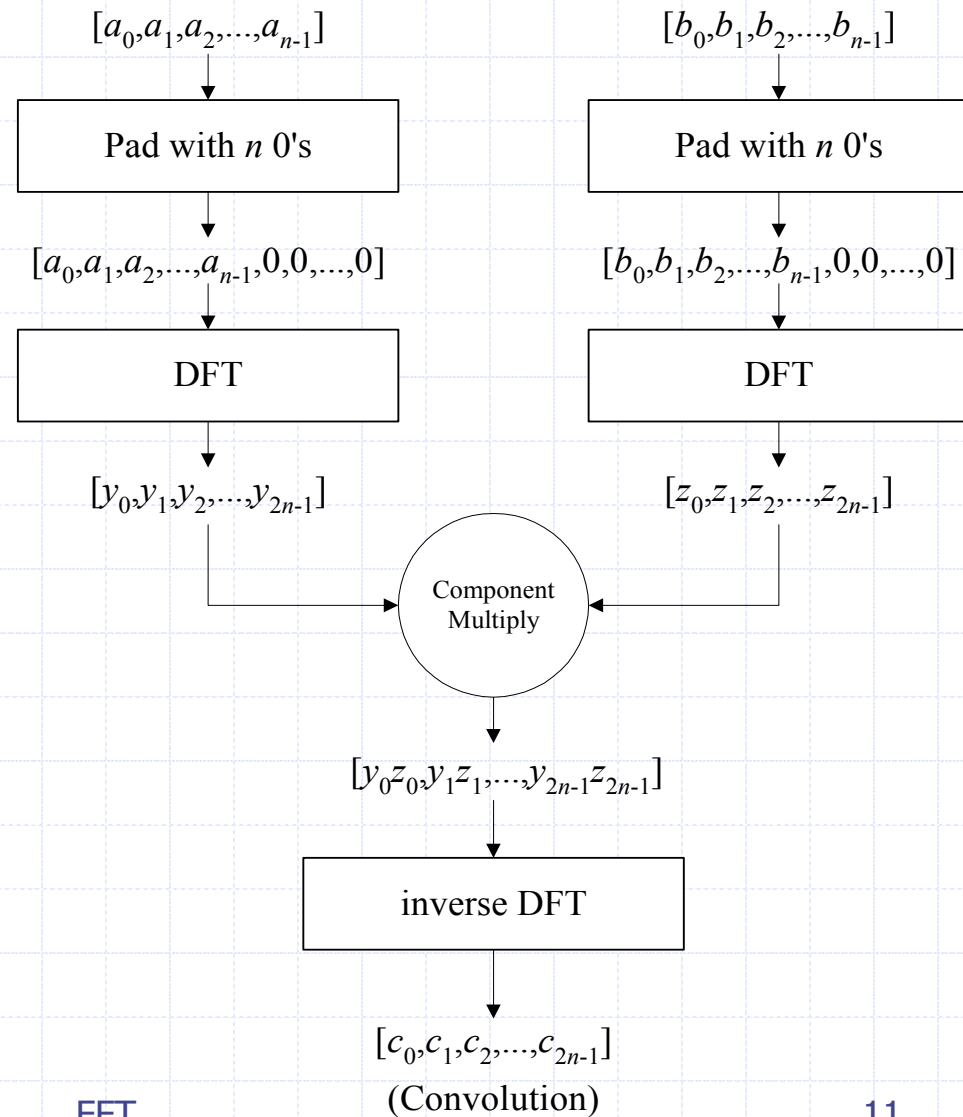 [a₀,a₁,a₂,...,aₙ₋₁] [b₀,b₁,b₂,...,bₙ₋₁]
Pad with n 0's Pad with n 0's
[a₀,a₁,a₂,...,aₙ₋₁,0,0,...,0] [b₀,b₁,b₂,...,bₙ₋₁,0,0,...,0]
DFT DFT
[y₀,y₁,y₂,...,y₂ₙ₋₁] [z₀,z₁,z₂,...,z₂ₙ₋₁]
Component
Multiply
[y₀z₀,y₁z₁,...,y₂ₙ₋₁z₂ₙ₋₁]
inverse DFT
[c₀,c₁,c₂,...,c₂ₙ₋₁]
(Convolution)
FFT 11